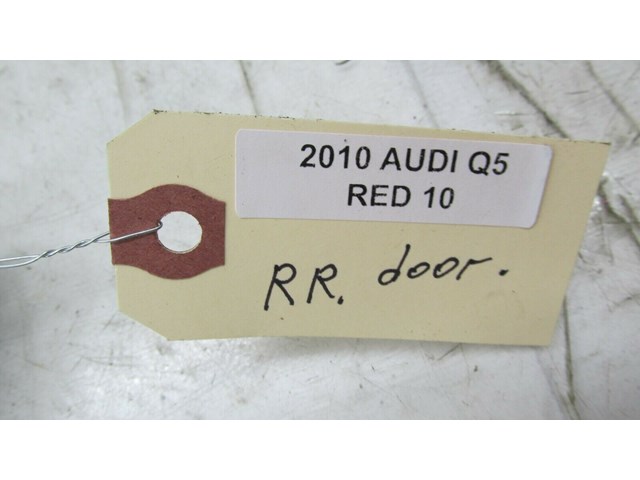 2010 AUDI Q5
RED 10
RR. door.